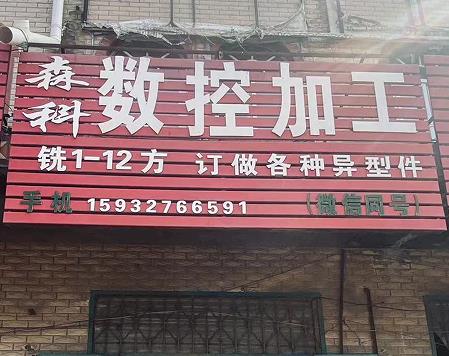 森科 数控加工
铣1-12方 订做各种异型件
手机 15932766591 (微信同号)